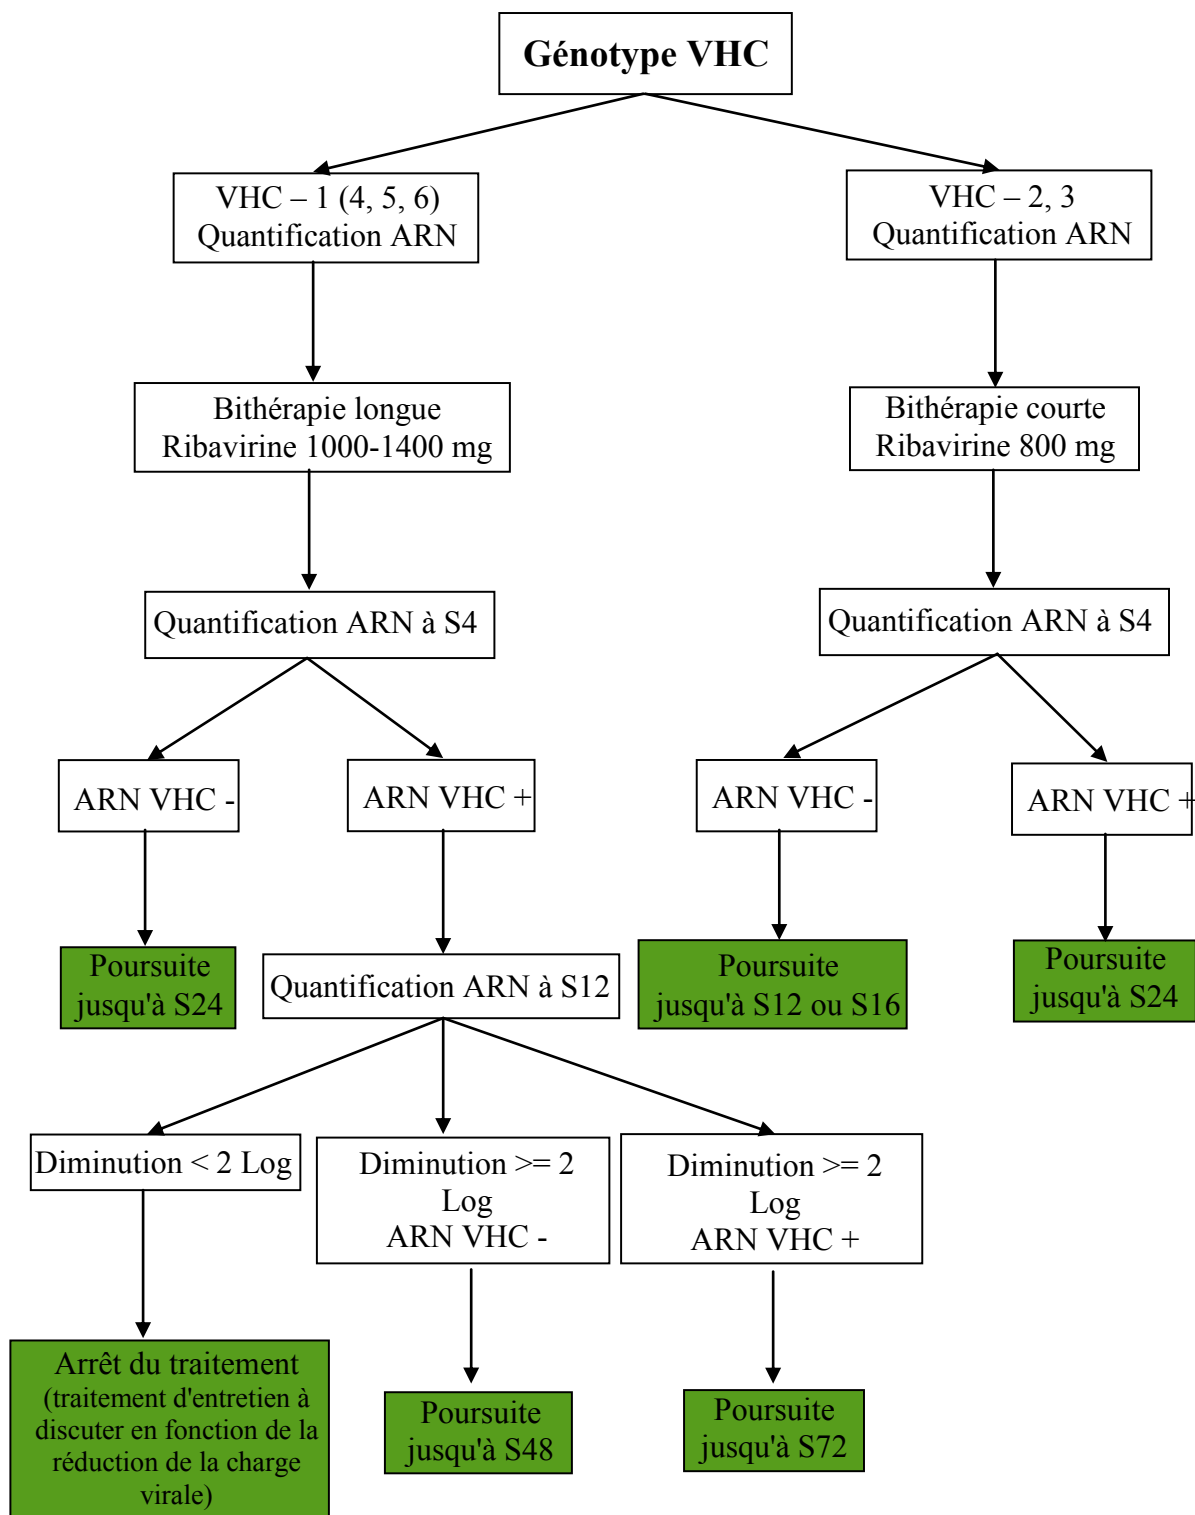 Génotype VHC
VHC – 1 (4, 5, 6)
Quantification ARN
VHC – 2, 3
Quantification ARN
Bithérapie longue
Ribavirine 1000-1400 mg
Bithérapie courte
Ribavirine 800 mg
Quantification ARN à S4
Quantification ARN à S4
ARN VHC -
ARN VHC +
ARN VHC -
ARN VHC +
Poursuite
jusqu'à S24
Quantification ARN à S12
Poursuite
jusqu'à S12 ou S16
Poursuite
jusqu'à S24
Diminution < 2 Log
Diminution >= 2
Log
ARN VHC -
Diminution >= 2
Log
ARN VHC +
Arrêt du traitement
(traitement d'entretien à
discuter en fonction de la
réduction de la charge
virale)
Poursuite
jusqu'à S48
Poursuite
jusqu'à S72